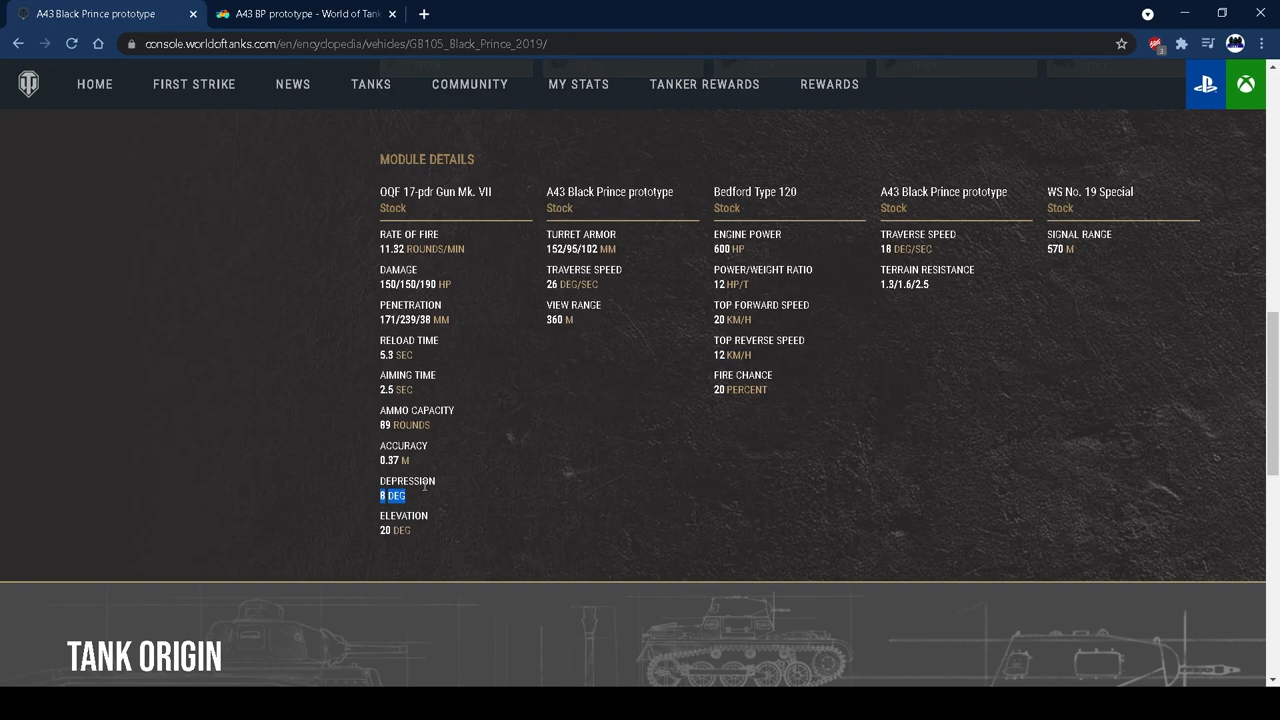 A43 Black Prince prototype
A43 BP prototype - World of Tank
console.worldoftanks.com/en/encyclopedia/vehicles/GB105_Black_Prince_2019/
3
HOME FIRST STRIKE NEWS TANKS COMMUNITY MY STATS TANKER REWARDS REWARDS
MODULE DETAILS
OQF 17-pdr Gun Mk. VII
Stock
RATE OF FIRE
11.32 ROUNDS/MIN
DAMAGE
150/150/190 HP
PENETRATION
171/239/38 MM
RELOAD TIME
5.3 SEC
AIMING TIME
2.5 SEC
AMMO CAPACITY
89 ROUNDS
ACCURACY
0.37 M
DEPRESSION
8 DEG
ELEVATION
20 DEG
A43 Black Prince prototype
Stock
TURRET ARMOR
152/95/102 MM
TRAVERSE SPEED
26 DEG/SEC
VIEW RANGE
360 M
Bedford Type 120
Stock
ENGINE POWER
600 HP
POWER/WEIGHT RATIO
12 HP/T
TOP FORWARD SPEED
20 KM/H
TOP REVERSE SPEED
12 KM/H
FIRE CHANCE
20 PERCENT
A43 Black Prince prototype
Stock
TRAVERSE SPEED
18 DEG/SEC
TERRAIN RESISTANCE
1.3/1.6/2.5
WS No. 19 Special
Stock
SIGNAL RANGE
570 M
TANK ORIGIN